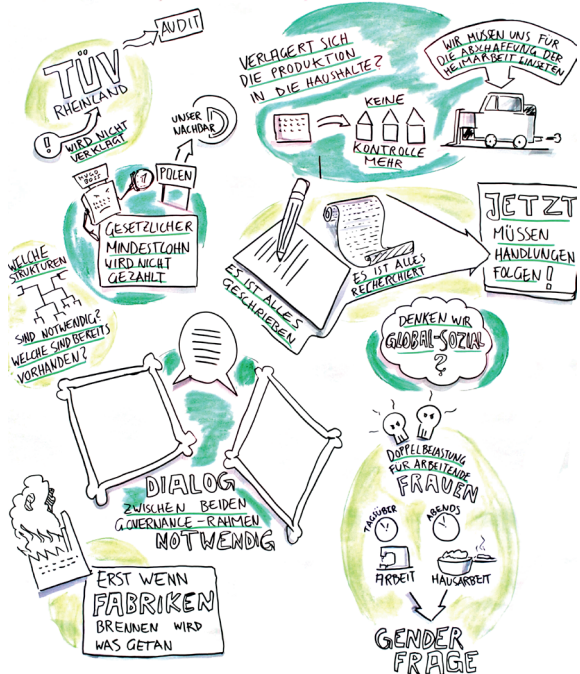 AUDIT
TÜV
RHEINLAND
!
WIRD NICHT
VERKLAGT
VERLAGERT SICH
DIE PRODUKTION
IN DIE HAUSHALTE?
KEINE
KONTROLLE
MEHR
WIR MÜSSEN UNS FÜR
DIE ABSCHAFFUNG DER
HEIMARBEIT EINSETEN
UNSER
NACHBAR
HUGO
BOSS
POLEN
GESETZLICHER
MINDESTLOHN
WIRD NICHT
GEZAHLT
ES IST ALLES
GESCHRIEBEN
ES IST ALLES
RECHERCHIERT
JETZT
MÜSSEN
HANDLUNGEN
FOLGEN!
WELCHE
STRUKTUREN
SIND NOTWENDIG?
WELCHE SIND BEREITS
VORHANDEN?
DENKEN WIR
GLOBAL-SOZIAL
?
DIALOG
ZWISCHEN BEIDEN
GOVERNANCE-RAHMEN
NOTWENDIG
DOPPELBELASTUNG
FÜR ARBEITENDE
FRAUEN
TAGSÜBER
ABENDS
ARBEIT
HAUSARBEIT
GENDER
FRAGE
ERST WENN
FABRIKEN
BRENNEN WIRD
WAS GETAN